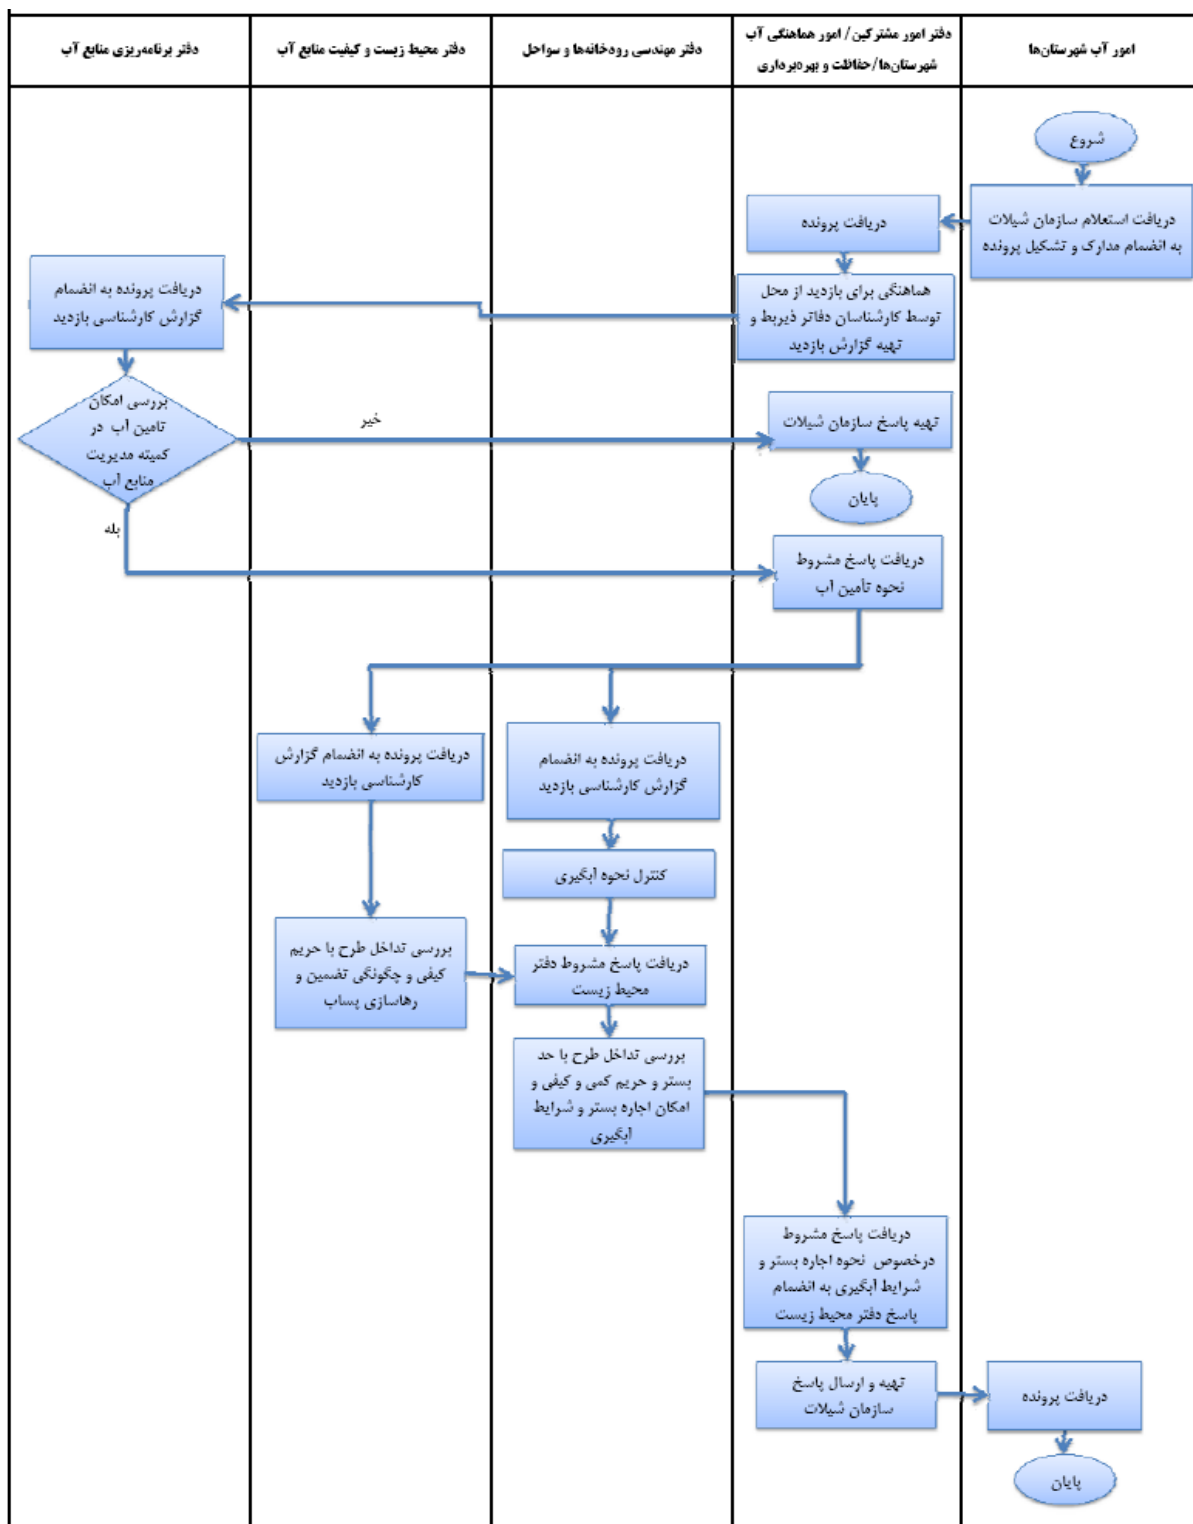 امور آب شهرستان‌ها
دفتر امور مشترکین / امور هماهنگی آب
شهرستان‌ها/حفاظت و بهره‌برداری
دفتر مهندسی رودخانه‌ها و سواحل
دفتر محیط زیست و کیفیت منابع آب
دفتر برنامه‌ریزی منابع آب
شروع
دریافت استعلام سازمان شیلات
به انضمام مدارک و تشکیل پرونده
دریافت پرونده
هماهنگی برای بازدید از محل
توسط کارشناسان دفاتر ذیربط و
تهیه گزارش بازدید
دریافت پرونده به انضمام
گزارش کارشناسی بازدید
بررسی امکان
تامین آب در
کمیته مدیریت
منابع آب
خیر
تهیه پاسخ سازمان شیلات
پایان
بله
دریافت پاسخ مشروط
نحوه تأمین آب
دریافت پرونده به انضمام
گزارش کارشناسی بازدید
دریافت پرونده به انضمام گزارش
کارشناسی بازدید
کنترل نحوه آبگیری
بررسی تداخل طرح با حریم
کیفی و چگونگی تضمین و
رهاسازی پساب
دریافت پاسخ مشروط دفتر
محیط زیست
بررسی تداخل طرح با حد
بستر و حریم کمی و کیفی و
امکان اجاره بستر و شرایط
آبگیری
دریافت پاسخ مشروط
درخصوص نحوه اجاره بستر و
شرایط آبگیری به انضمام
پاسخ دفتر محیط زیست
تهیه و ارسال پاسخ
سازمان شیلات
دریافت پرونده
پایان